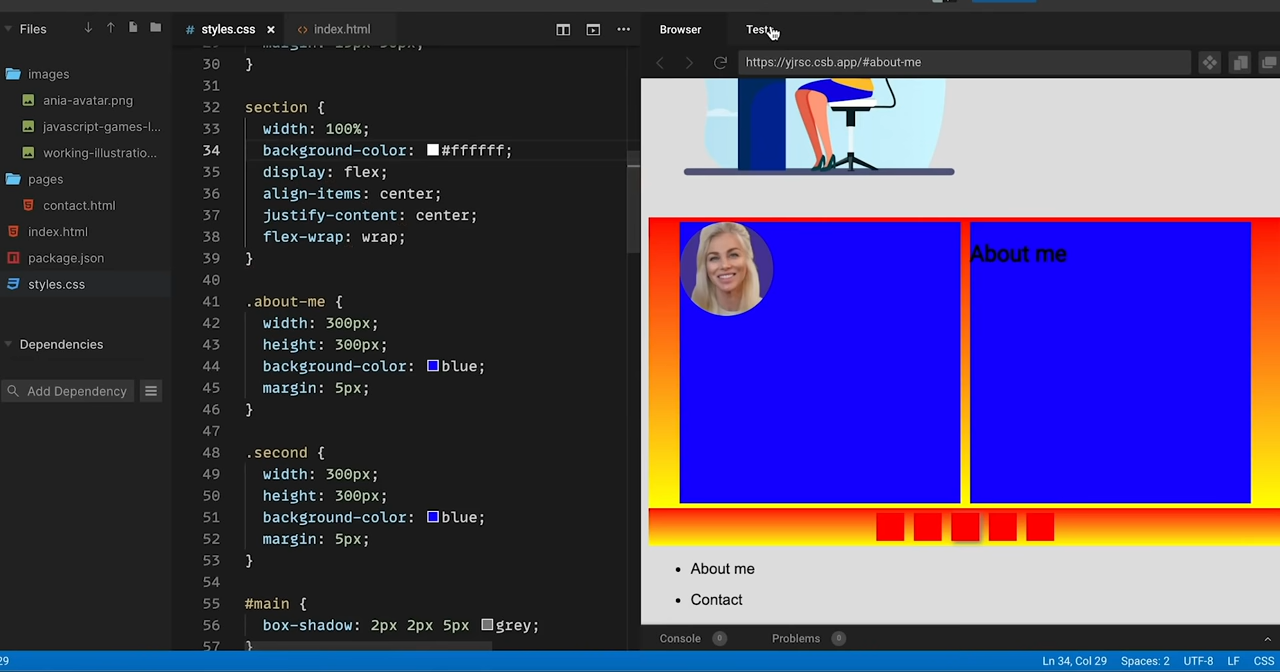 Files
images
ania-avatar.png
javascript-games-l...
working-illustratio...
pages
contact.html
index.html
package.json
styles.css
Dependencies
Add Dependency
# styles.css ×
<> index.html
30 }
31
32 section {
33 width: 100%;
34 background-color: #ffffff;
35 display: flex;
36 align-items: center;
37 justify-content: center;
38 flex-wrap: wrap;
39 }
40
41 .about-me {
42 width: 300px;
43 height: 300px;
44 background-color: blue;
45 margin: 5px;
46 }
47
48 .second {
49 width: 300px;
50 height: 300px;
51 background-color: blue;
52 margin: 5px;
53 }
54
55 #main {
56 box-shadow: 2px 2px 5px grey;
57 }
Browser
Tests
https://yjrsc.csb.app/#about-me
About me
• About me
• Contact
Console 0
Problems 0
29
Ln 34, Col 29 Spaces: 2 UTF-8 LF CSS